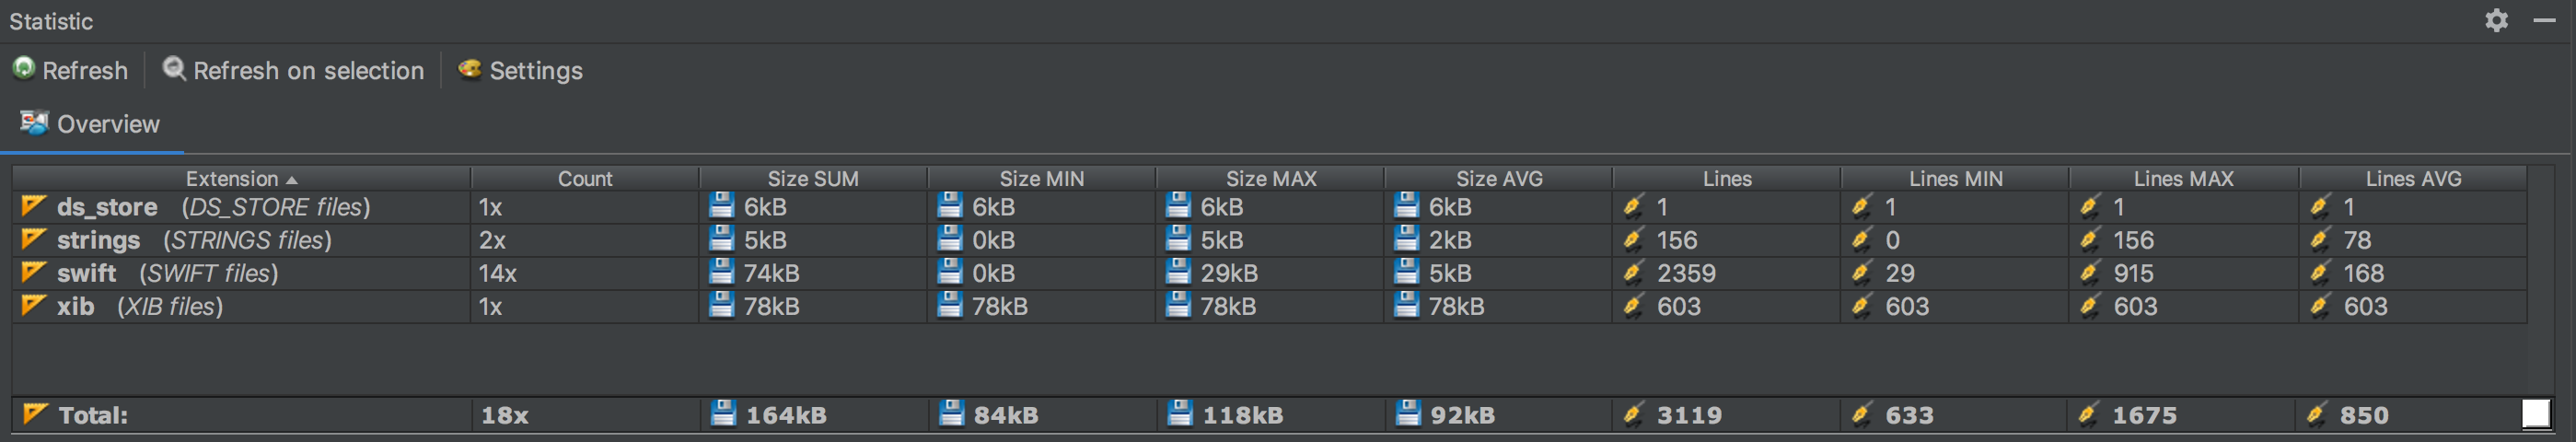 Statistic
Refresh Refresh on selection Settings
Overview
Extension Count Size SUM Size MIN Size MAX Size AVG Lines Lines MIN Lines MAX Lines AVG
ds_store (DS_STORE files) 1x 6kB 6kB 6kB 6kB 1 1 1 1
strings (STRINGS files) 2x 5kB 0kB 5kB 2kB 156 0 156 78
swift (SWIFT files) 14x 74kB 0kB 29kB 5kB 2359 29 915 168
xib (XIB files) 1x 78kB 78kB 78kB 78kB 603 603 603 603
Total: 18x 164kB 84kB 118kB 92kB 3119 633 1675 850